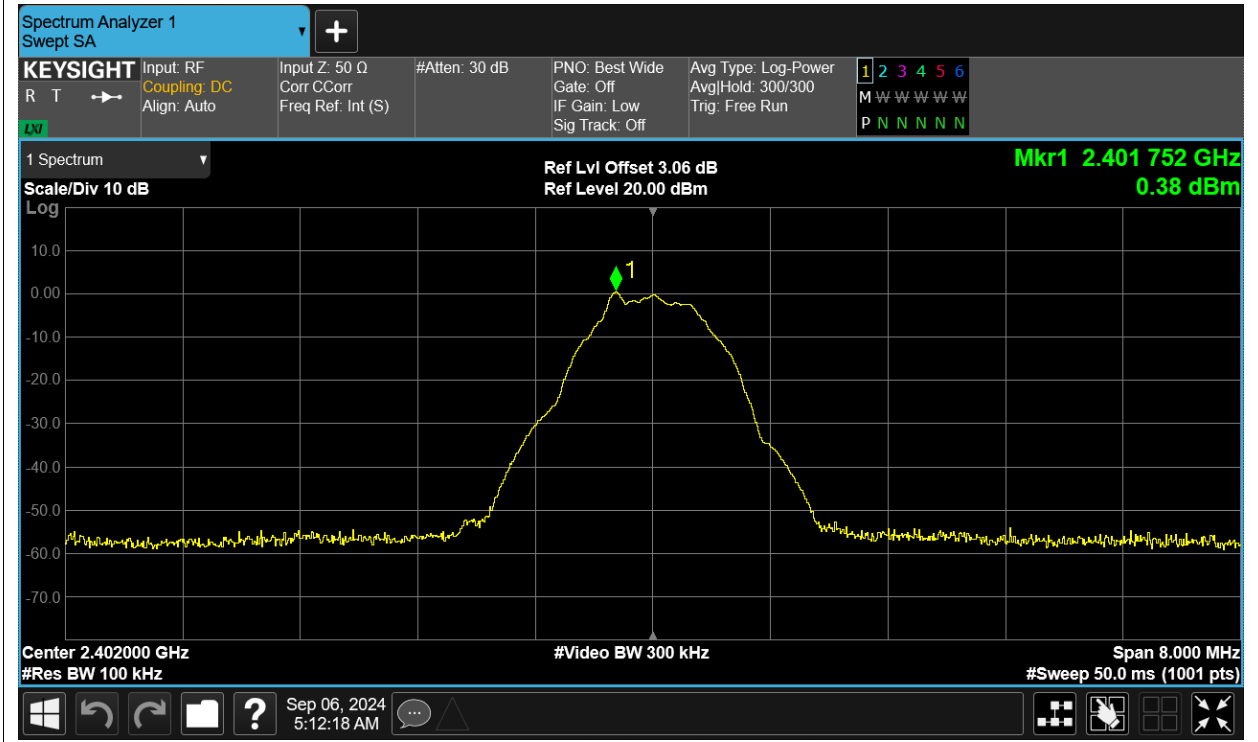 Spectrum Analyzer 1
Swept SA
KEYSIGHT
R T
LXI
Input: RF
Coupling: DC
Align: Auto
Input Z: 50 Ω
Corr CCorr
Freq Ref: Int (S)
#Atten: 30 dB
PNO: Best Wide
Gate: Off
IF Gain: Low
Sig Track: Off
Avg Type: Log-Power
Avg|Hold: 300/300
Trig: Free Run
1 2 3 4 5 6
M W W W W W
P N N N N N
1 Spectrum
Scale/Div 10 dB
Log
Ref Lvl Offset 3.06 dB
Ref Level 20.00 dBm
Mkr1 2.401 752 GHz
0.38 dBm
10.0
0.00
-10.0
-20.0
-30.0
-40.0
-50.0
-60.0
-70.0
1
Center 2.402000 GHz
#Res BW 100 kHz
#Video BW 300 kHz
Span 8.000 MHz
#Sweep 50.0 ms (1001 pts)
?
Sep 06, 2024
5:12:18 AM